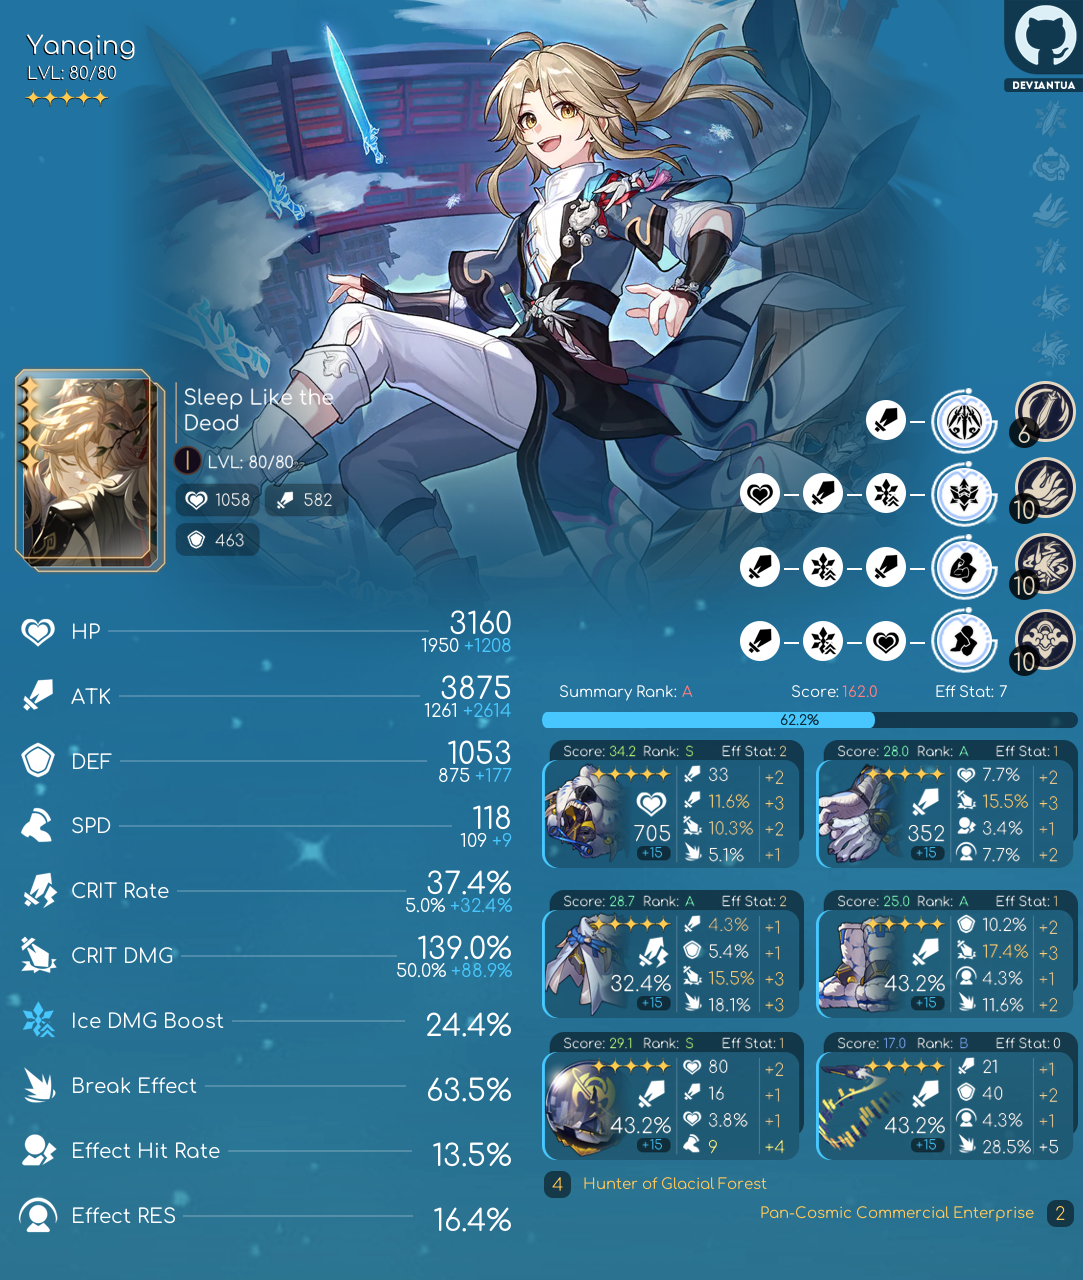 Yanqing
LVL: 80/80
DEVIANTUA
Sleep Like the
Dead
LVL: 80/80
1058 582
463
6
10
10
10
HP 3160
1950 +1208
ATK 3875
1261 +2614
DEF 1053
875 +177
SPD 118
109 +9
CRIT Rate 37.4%
5.0% +32.4%
CRIT DMG 139.0%
50.0% +88.9%
Ice DMG Boost 24.4%
Break Effect 63.5%
Effect Hit Rate 13.5%
Effect RES 16.4%
Summary Rank: A Score: 162.0 Eff Stat: 7
62.2%
Score: 34.2 Rank: S Eff Stat: 2
705
+15
33 +2
11.6% +3
10.3% +2
5.1% +1
Score: 28.0 Rank: A Eff Stat: 1
352
+15
7.7% +2
15.5% +3
3.4% +1
7.7% +2
Score: 28.7 Rank: A Eff Stat: 2
32.4%
+15
4.3% +1
5.4% +1
15.5% +3
18.1% +3
Score: 25.0 Rank: A Eff Stat: 1
43.2%
+15
10.2% +2
17.4% +3
4.3% +1
11.6% +2
Score: 29.1 Rank: S Eff Stat: 1
43.2%
+15
80 +2
16 +1
3.8% +1
9 +4
Score: 17.0 Rank: B Eff Stat: 0
43.2%
+15
21 +1
40 +2
4.3% +1
28.5% +5
4 Hunter of Glacial Forest
Pan-Cosmic Commercial Enterprise 2